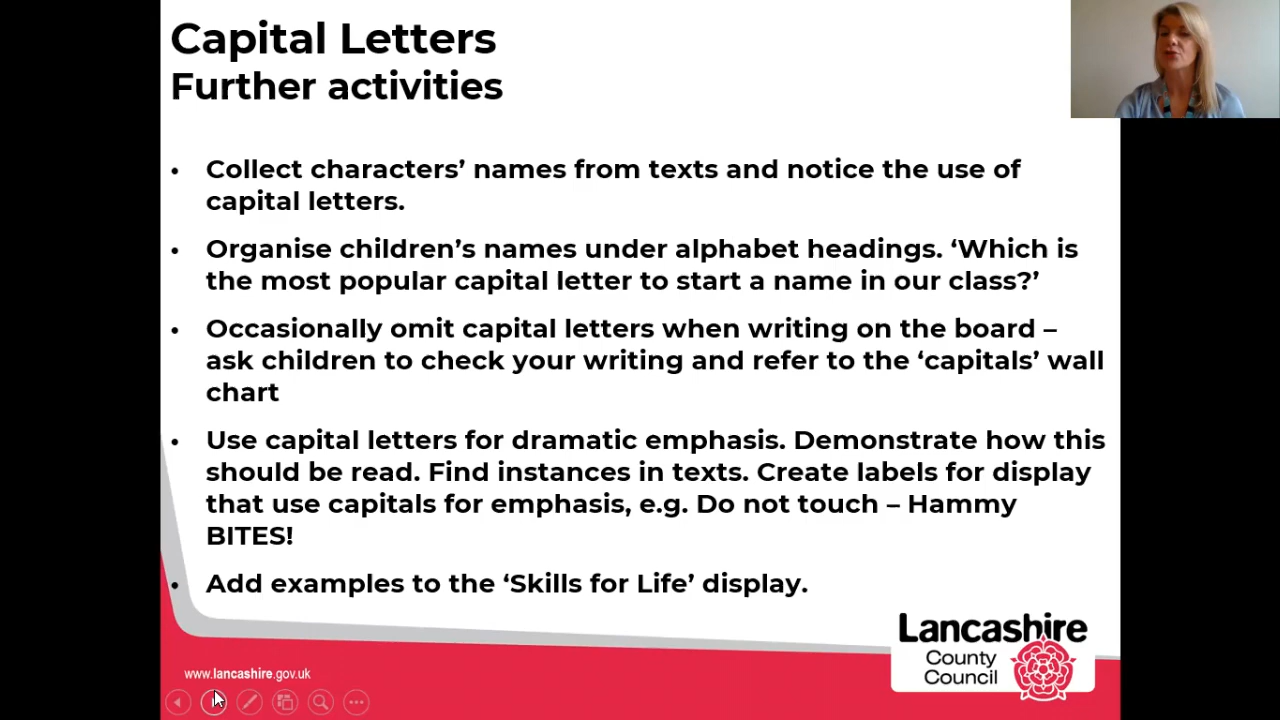 Capital Letters
Further activities
• Collect characters’ names from texts and notice the use of
capital letters.
• Organise children’s names under alphabet headings. ‘Which is
the most popular capital letter to start a name in our class?’
• Occasionally omit capital letters when writing on the board –
ask children to check your writing and refer to the ‘capitals’ wall
chart
• Use capital letters for dramatic emphasis. Demonstrate how this
should be read. Find instances in texts. Create labels for display
that use capitals for emphasis, e.g. Do not touch – Hammy
BITES!
• Add examples to the ‘Skills for Life’ display.
Lancashire
County
Council
www.lancashire.gov.uk